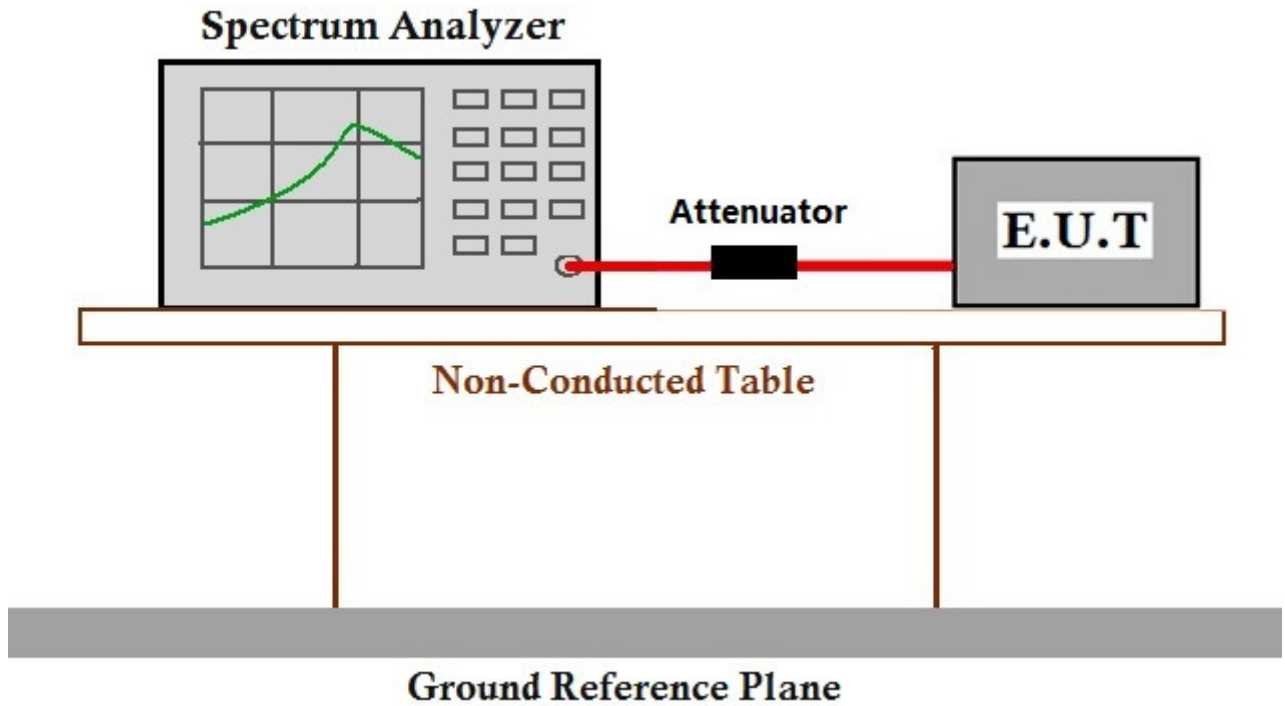 Spectrum Analyzer
Attenuator
E.U.T
Non-Conducted Table
Ground Reference Plane